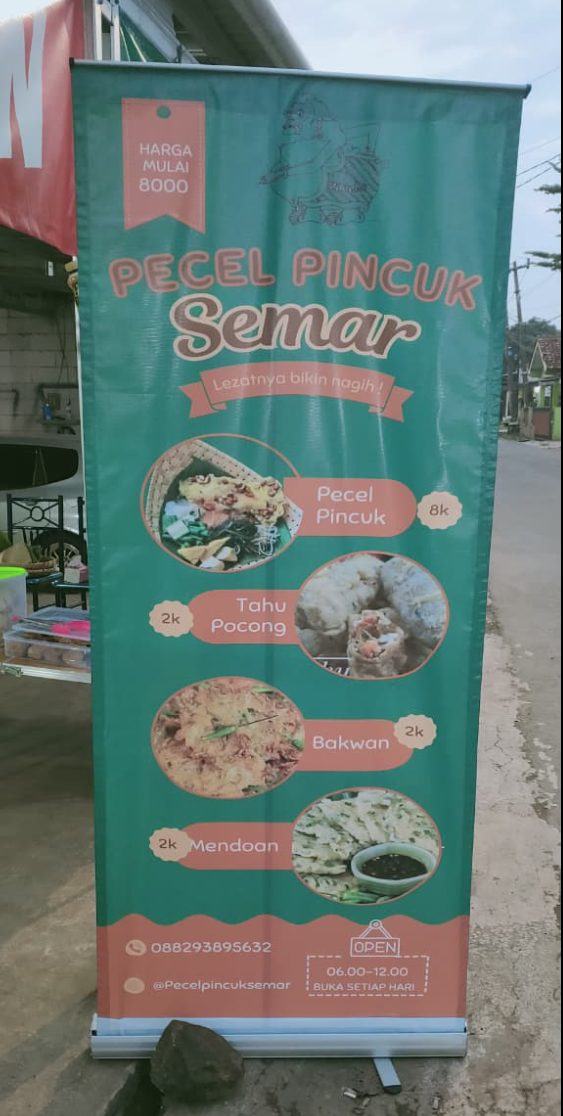 N
HARGA
MULAI
8000
PECEL PINCUK
Semar
Lezatnya bikin nagih !
Pecel
Pincuk
8k
2k
Tahu
Pocong
Bakwan
2k
2k
Mendoan
088293895632
@Pecelpincuksemar
OPEN
06.00-12.00
BUKA SETIAP HARI